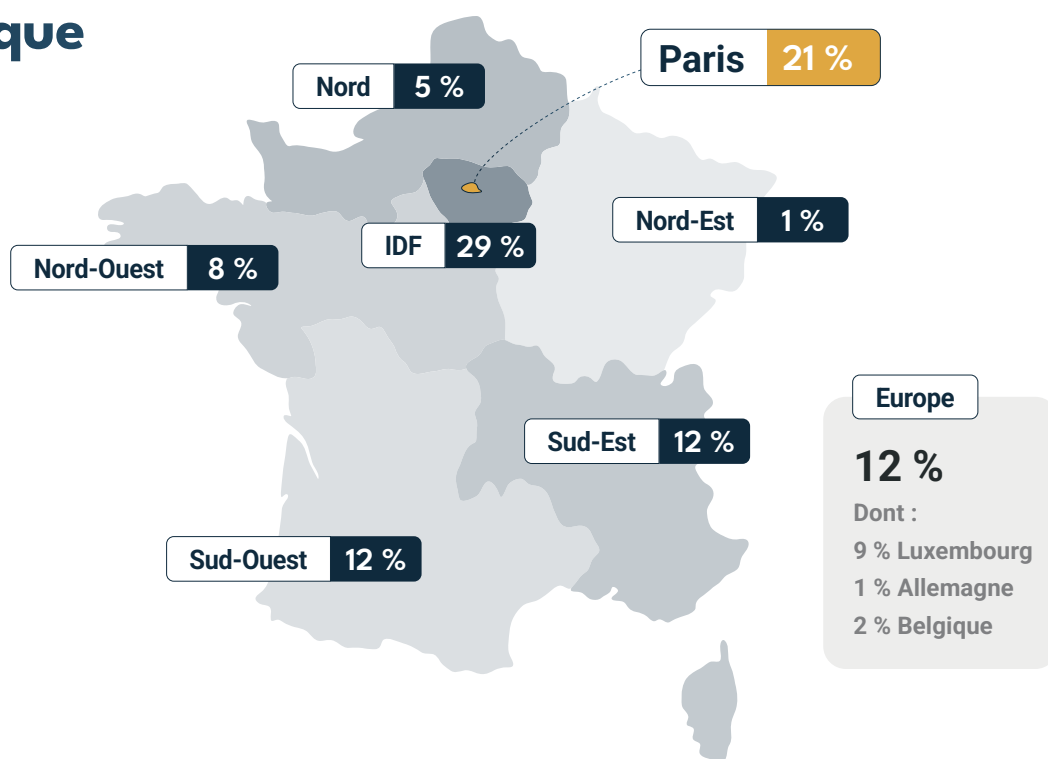 que
Paris 21 %
Nord 5 %
Nord-Est 1 %
IDF 29 %
Nord-Ouest 8 %
Europe
12 %
Dont :
9 % Luxembourg
1 % Allemagne
2 % Belgique
Sud-Est 12 %
Sud-Ouest 12 %